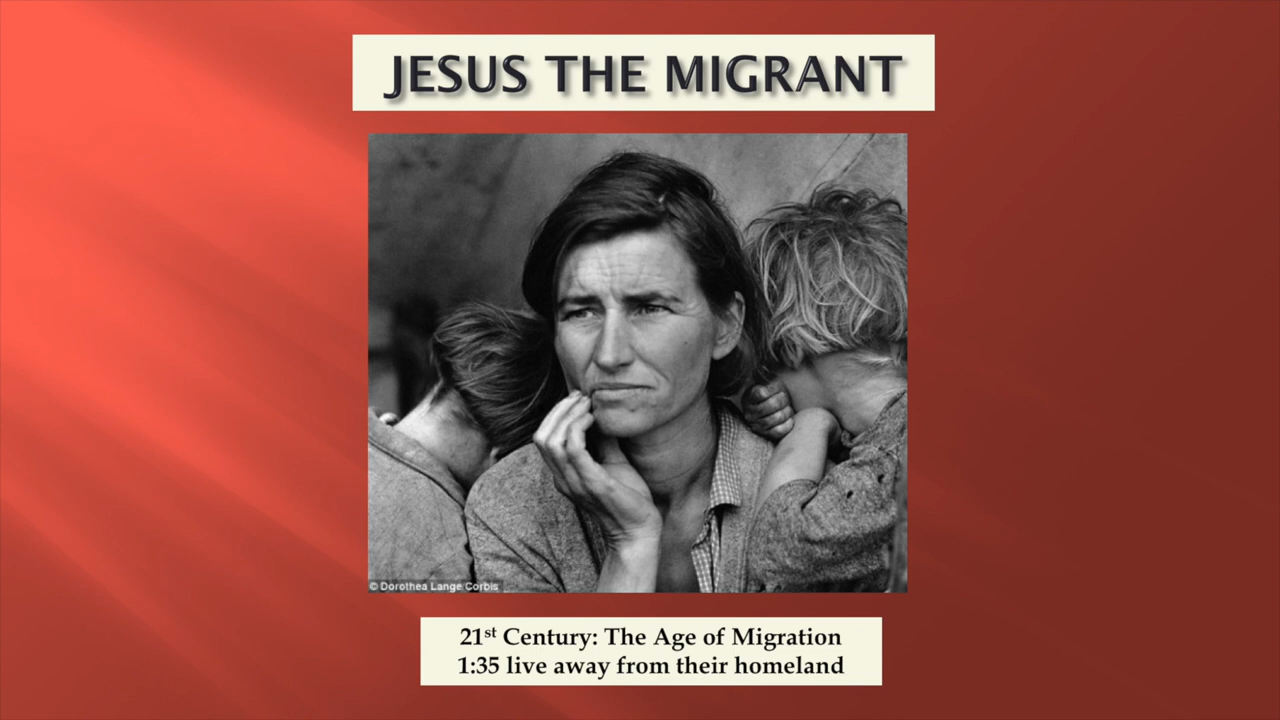 JESUS THE MIGRANT
© Dorothea Lange/Corbis
21st Century: The Age of Migration
1:35 live away from their homeland